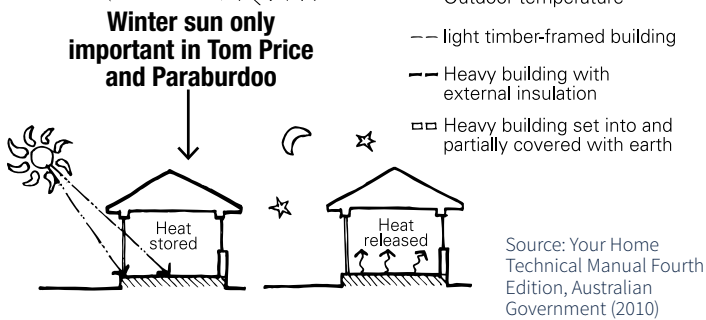 Winter sun only
important in Tom Price
and Paraburdoo
Outdoor temperature
light timber-framed building
Heavy building with
external insulation
Heavy building set into and
partially covered with earth
Heat
stored
Heat
released
Source: Your Home
Technical Manual Fourth
Edition, Australian
Government (2010)